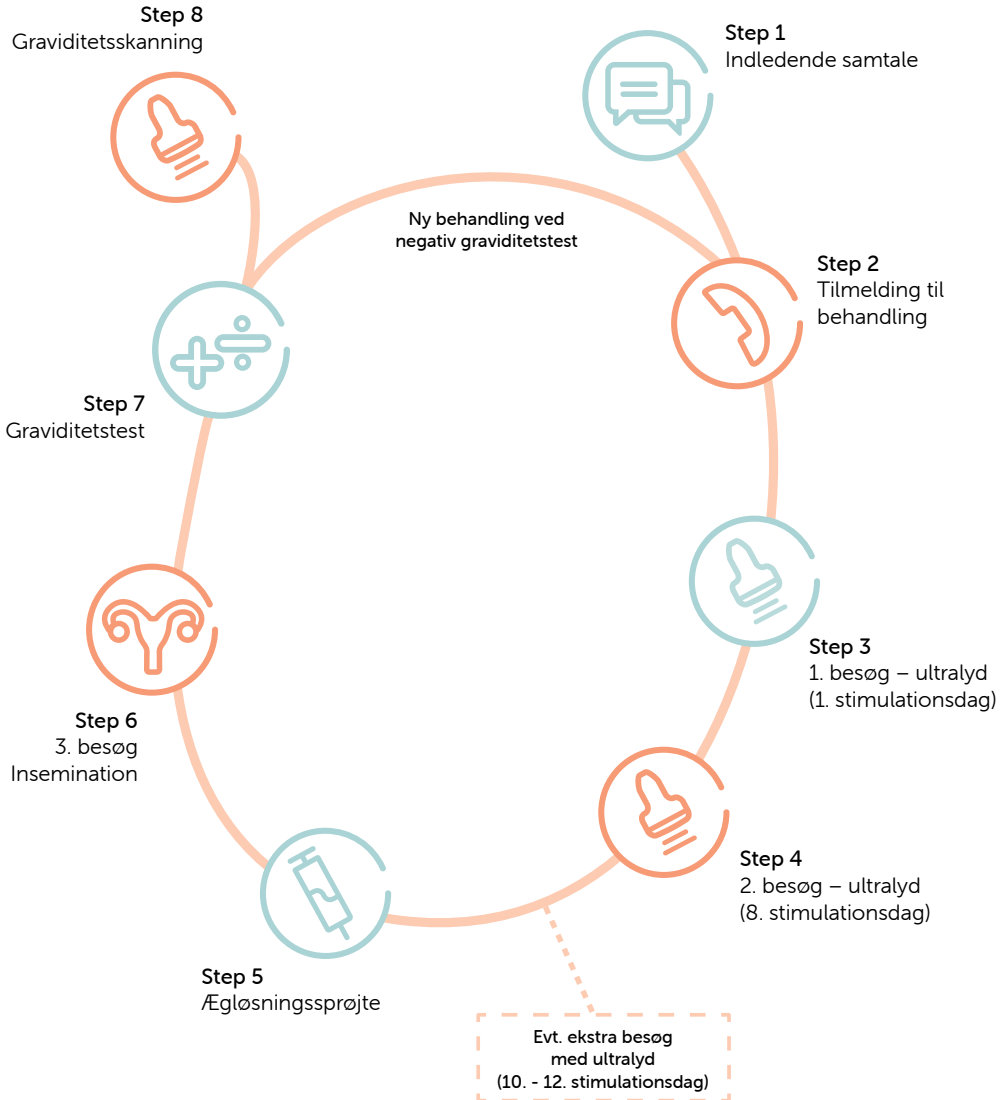 Step 1
Indledende samtale
Step 2
Tilmelding til
behandling
Step 3
1. besøg – ultralyd
(1. stimulationsdag)
Step 4
2. besøg – ultralyd
(8. stimulationsdag)
Evt. ekstra besøg
med ultralyd
(10. - 12. stimulationsdag)
Step 5
Ægløsningssprøjte
Step 6
3. besøg
Insemination
Step 7
Graviditetstest
Ny behandling ved
negativ graviditetstest
Step 8
Graviditetsskanning